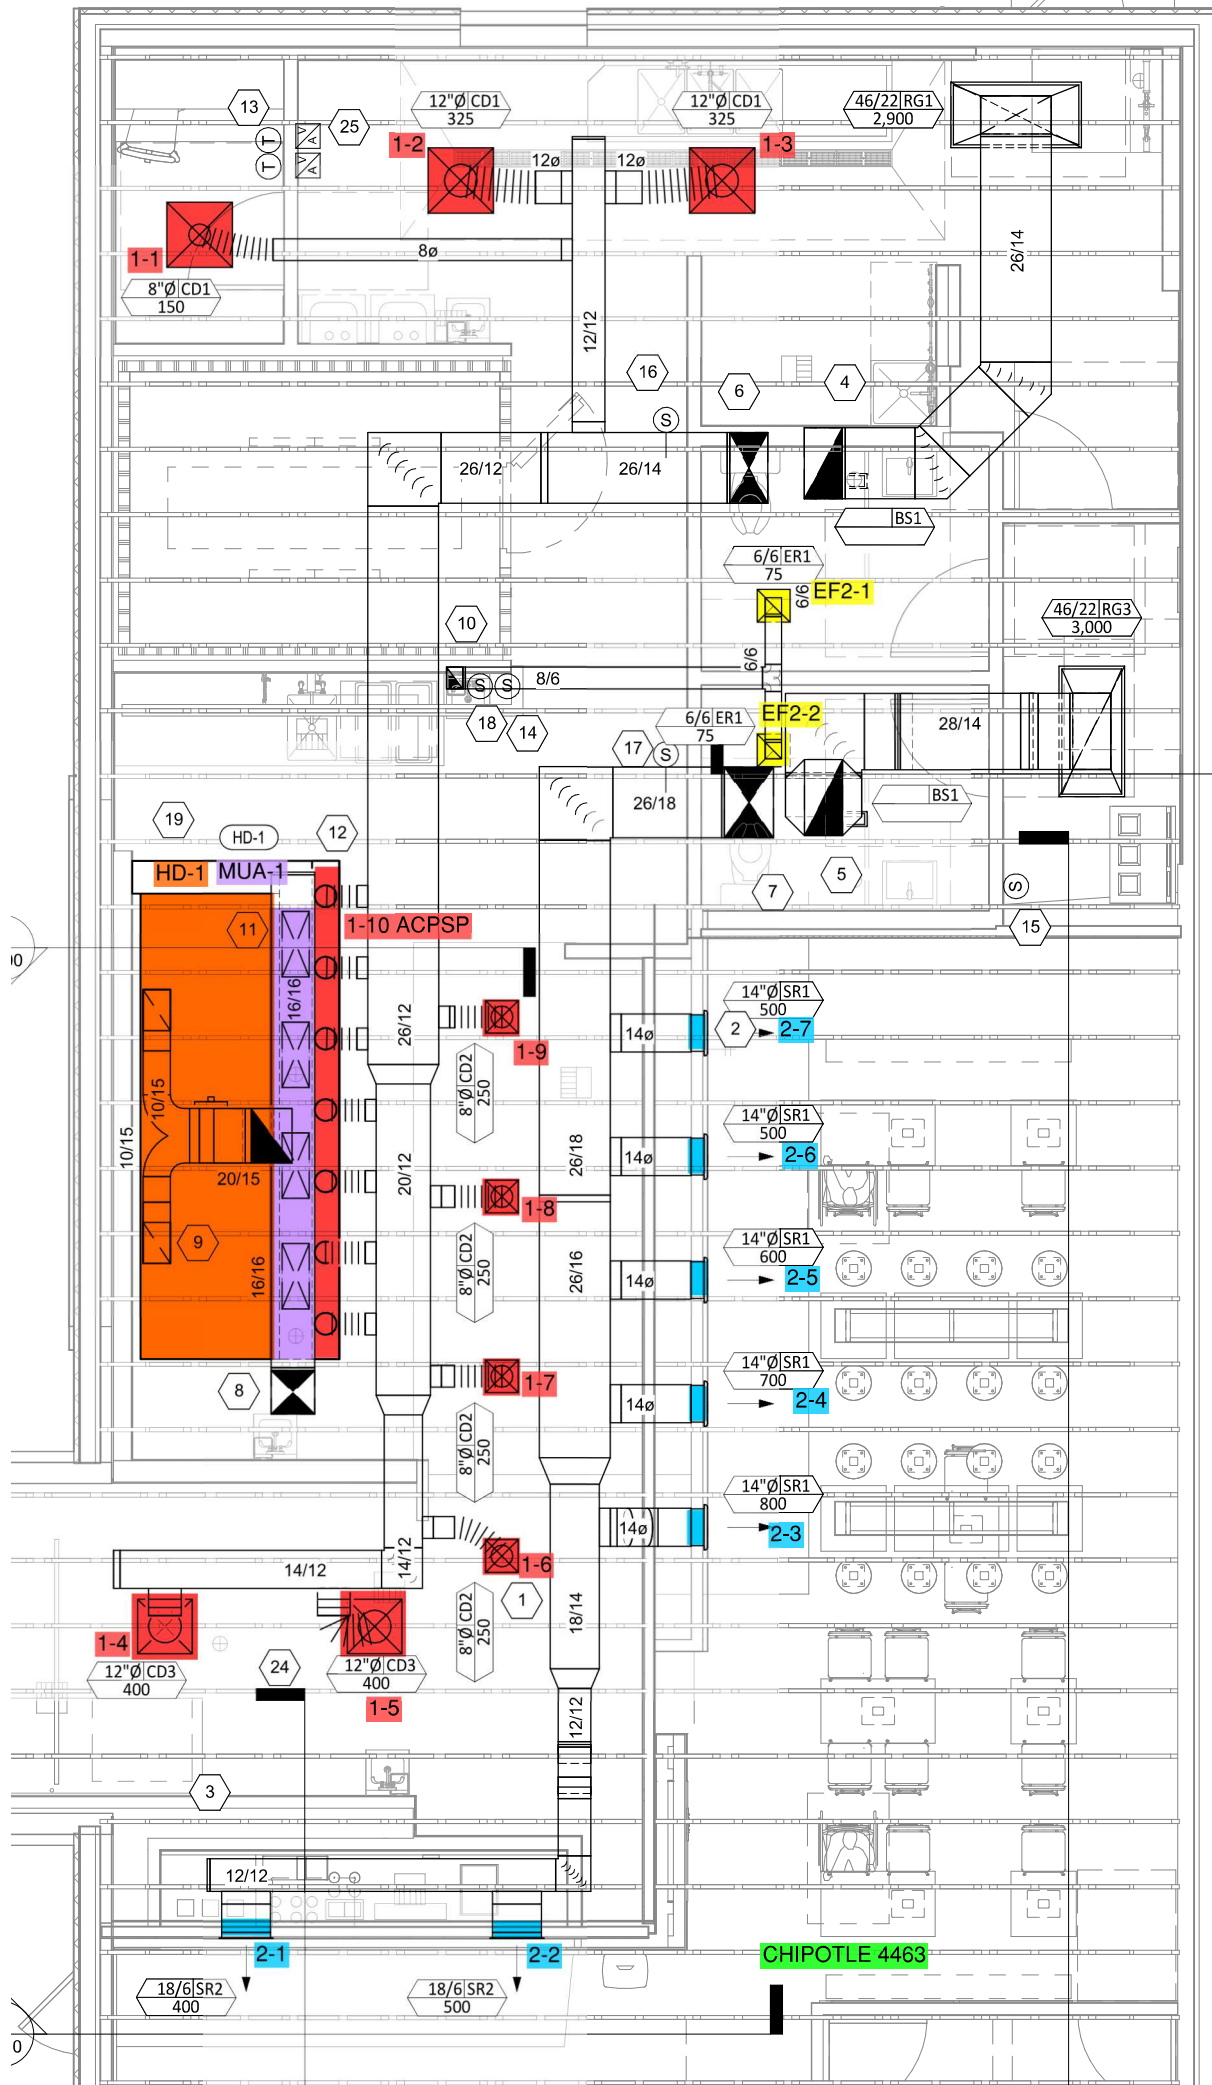 13
25
12"Ø CD1
325
12"Ø CD1
325
46/22 RG1
2,900
T
T
V
A
V
A
1-2
1-3
12ø
12ø
1-1
8ø
8"Ø CD1
150
26/14
12/12
16
6
4
S
26/12
26/14
BS1
6/6 ER1
75
6/6
EF2-1
46/22 RG3
3,000
10
6/6
8/6
S
S
18
14
6/6 ER1
75
EF2-2
28/14
17
S
26/18
BS1
19
HD-1
12
HD-1
MUA-1
7
5
S
15
11
1-10 ACPSP
00
16/16
26/12
14"Ø SR1
500
14ø
2
2-7
1-9
8"Ø CD2
250
10/15
10/15
20/12
26/18
14"Ø SR1
500
14ø
2-6
20/15
1-8
9
8"Ø CD2
250
16/16
26/16
14"Ø SR1
600
14ø
2-5
8
1-7
14"Ø SR1
700
14ø
2-4
8"Ø CD2
250
14"Ø SR1
800
14ø
2-3
14/12
14/12
1-6
1
8"Ø CD2
250
18/14
1-4
12"Ø CD3
400
24
12"Ø CD3
400
1-5
12/12
3
12/12
2-1
2-2
CHIPOTLE 4463
18/6 SR2
400
18/6 SR2
500
0